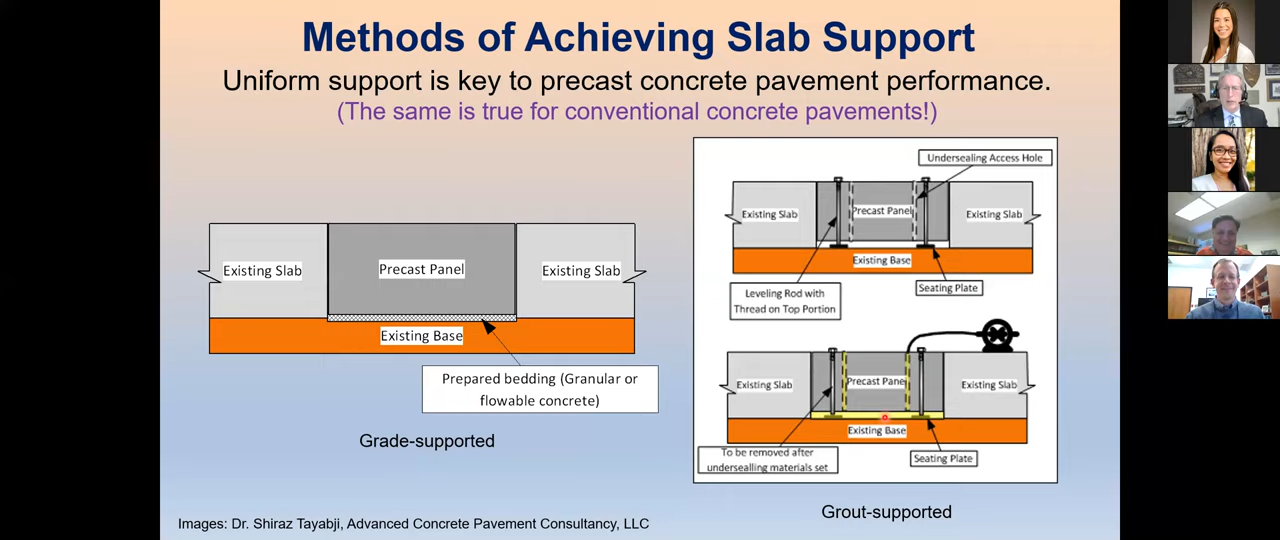 Methods of Achieving Slab Support
Uniform support is key to precast concrete pavement performance.
(The same is true for conventional concrete pavements!)
Existing Slab
Precast Panel
Existing Slab
Existing Base
Prepared bedding (Granular or
flowable concrete)
Grade-supported
Undersealing Access Hole
Existing Slab
Precast Panel
Existing Slab
Existing Base
Leveling Rod with
Thread on Top Portion
Seating Plate
Existing Slab
Precast Panel
Existing Slab
Existing Base
To be removed after
undersealling materials set
Seating Plate
Grout-supported
Images: Dr. Shiraz Tayabji, Advanced Concrete Pavement Consultancy, LLC